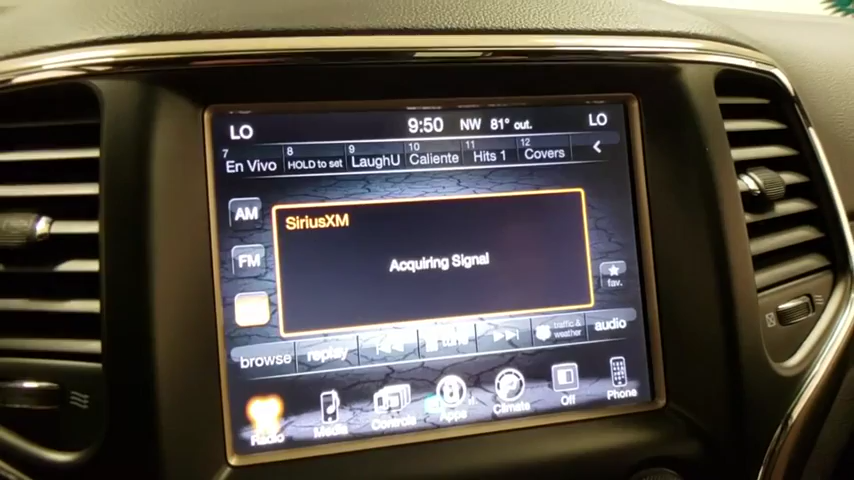 LO 9:50 NW 81° out. LO
7 En Vivo
8 HOLD to set
9 LaughU
10 Caliente
11 Hits 1
12 Covers
AM
SiriusXM
FM
Acquiring Signal
fav.
browse replay tune traffic & weather audio
Radio Media Controls Apps Climate Off Phone